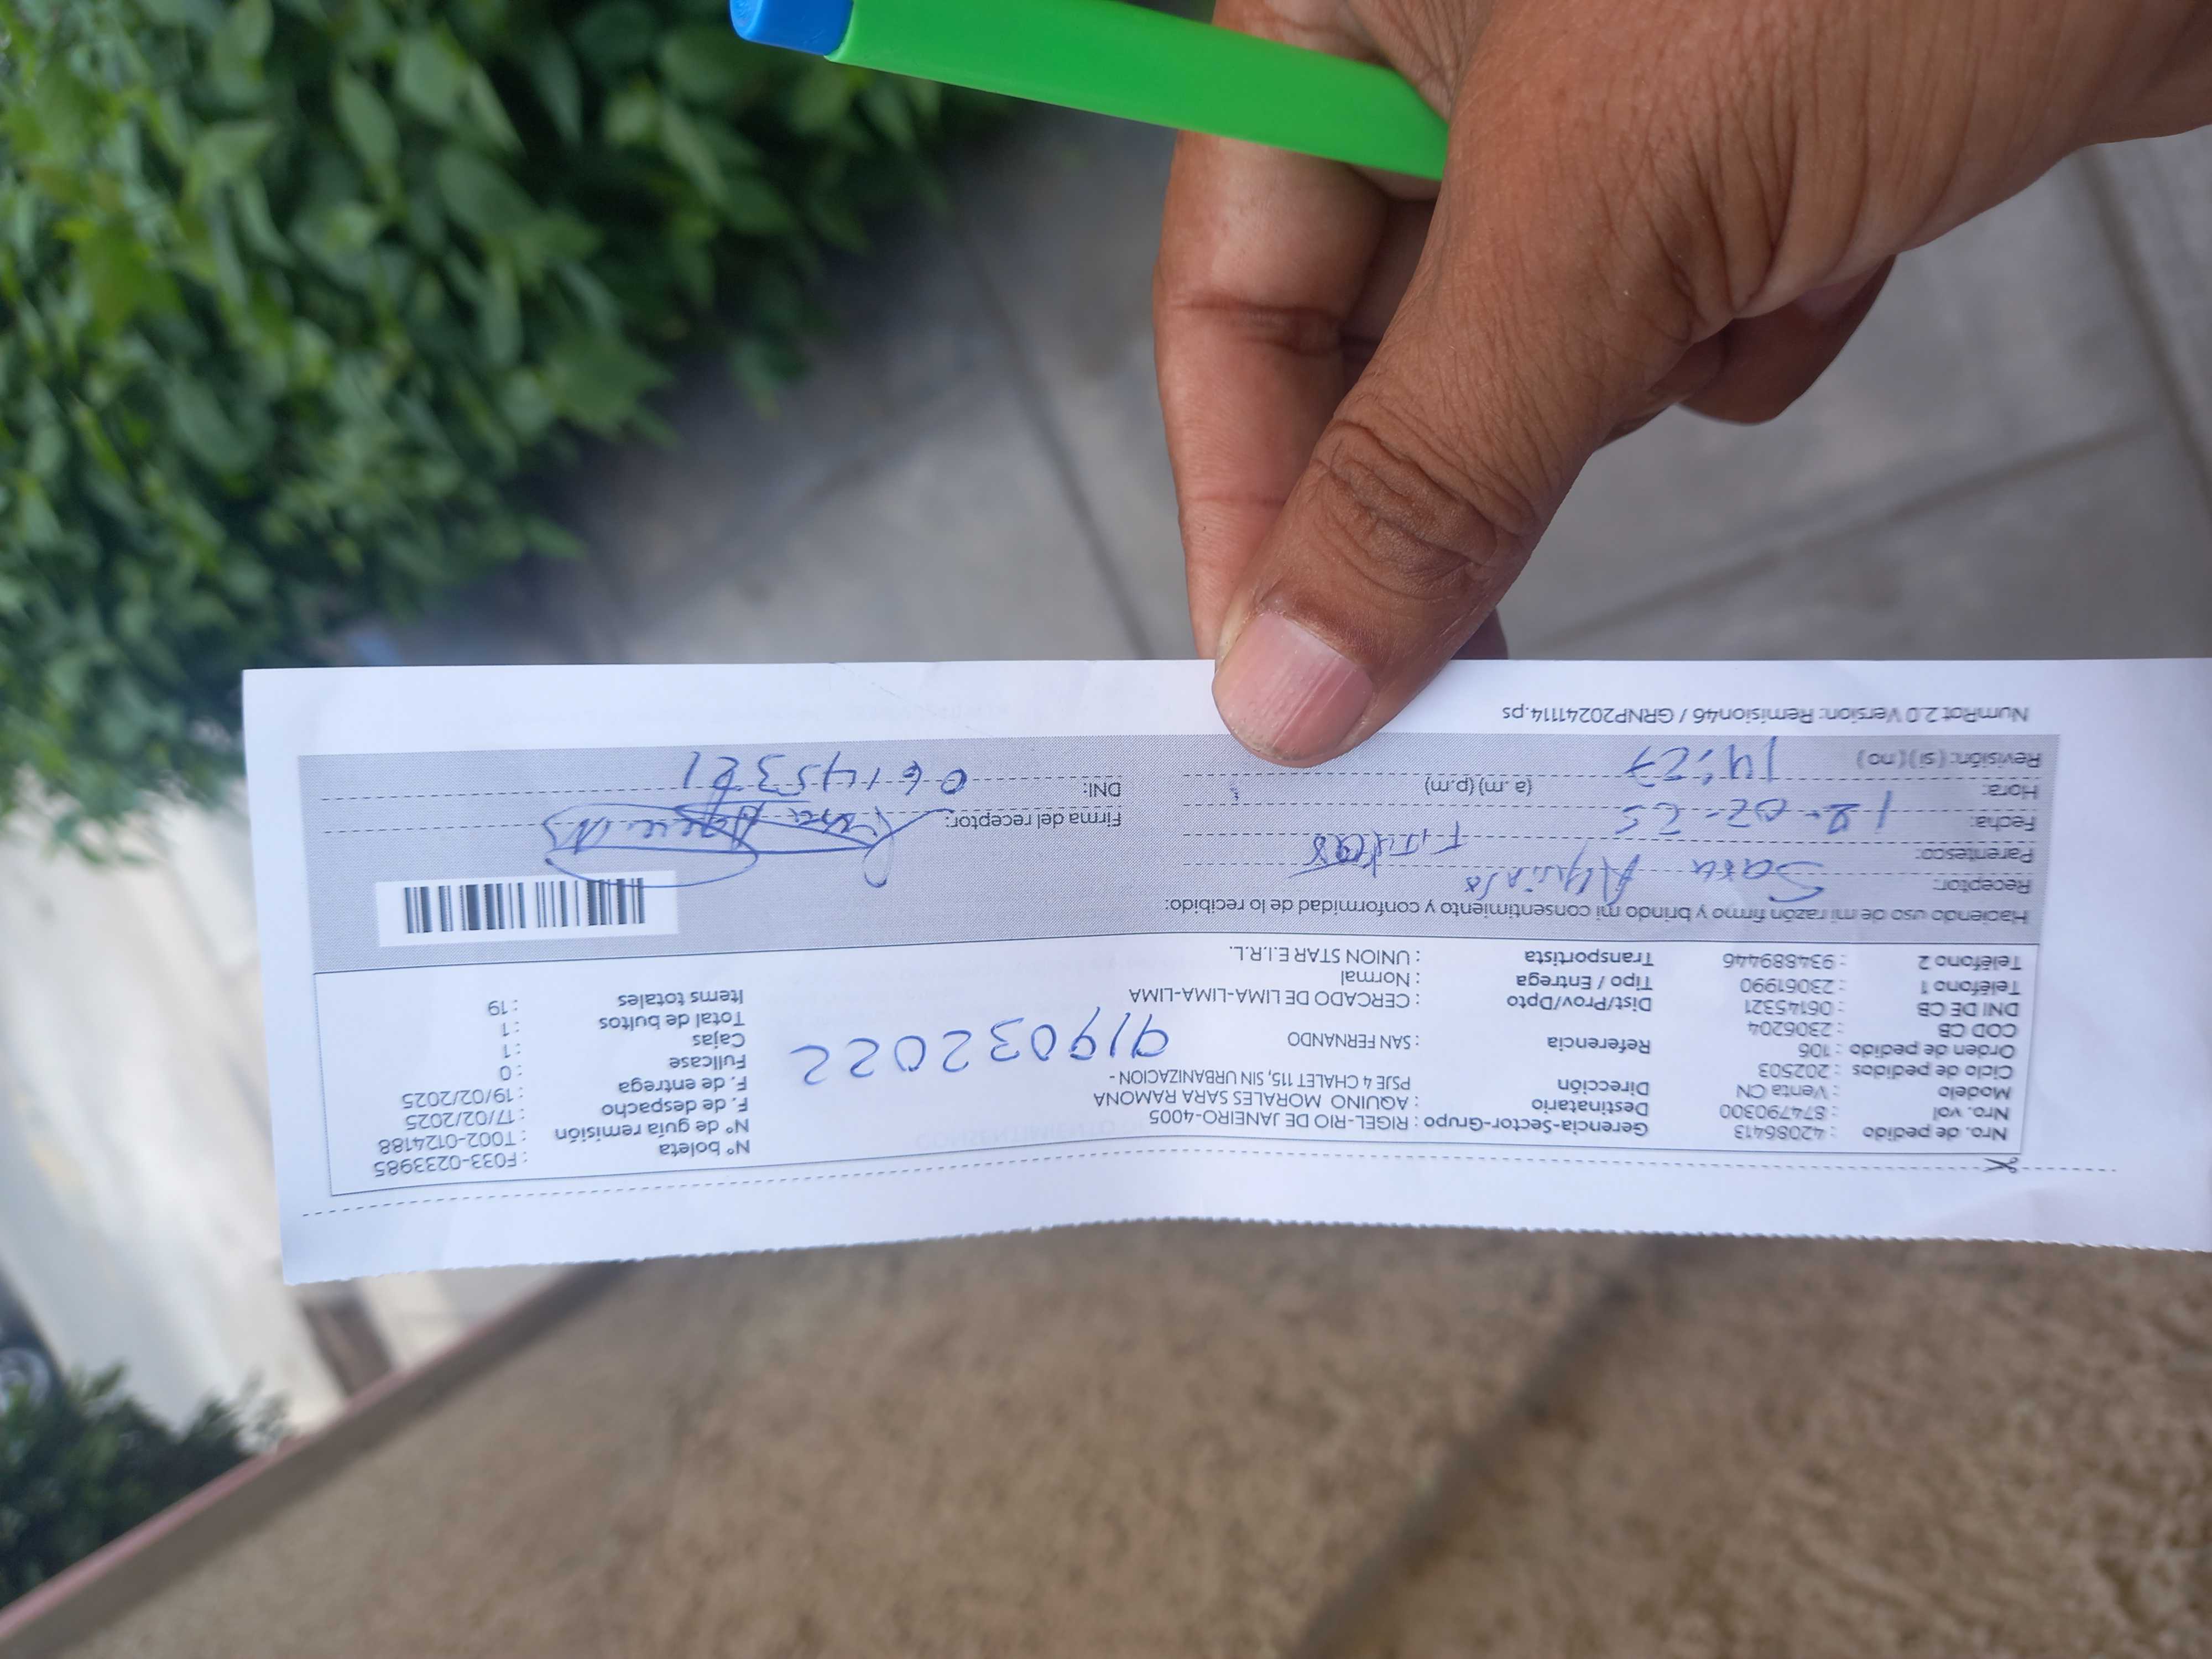 Nro. de pedido : 42086413
Nro. vol : 874790300
Modelo : Venta CN
Ciclo de pedidos : 202503
Orden de pedido : 106
COD CB : 2306204
DNI DE CB : 06145321
Teléfono 1 : 23061990
Teléfono 2 : 934889446
Gerencia-Sector-Grupo : RIGEL-RIO DE JANEIRO-4005
Destinatario : AQUINO MORALES SARA RAMONA
Dirección PSJE 4 CHALET 115, SIN URBANIZACION -
Referencia : SAN FERNANDO
919032022
Dist/Prov/Dpto : CERCADO DE LIMA-LIMA-LIMA
Tipo / Entrega : Normal
Transportista : UNION STAR E.I.R.L.
N° boleta : F033-0233985
N° de guía remisión : T002-0124188
F. de despacho : 17/02/2025
F. de entrega : 19/02/2025
Fullcase : 0
Cajas : 1
Total de bultos : 1
Items totales : 19
Haciendo uso de mi razón firmo y brindo mi consentimiento y conformidad de lo recibido:
Receptor: Sara
Parentesco:
Fecha: 18-02-25
Hora: 14:27 (a.m) (p.m)
Revisión: (si) (no)
Firma del receptor:
DNI: 06145321
NumRot 2.0 Version: Remision46 / GRNP20241114.ps